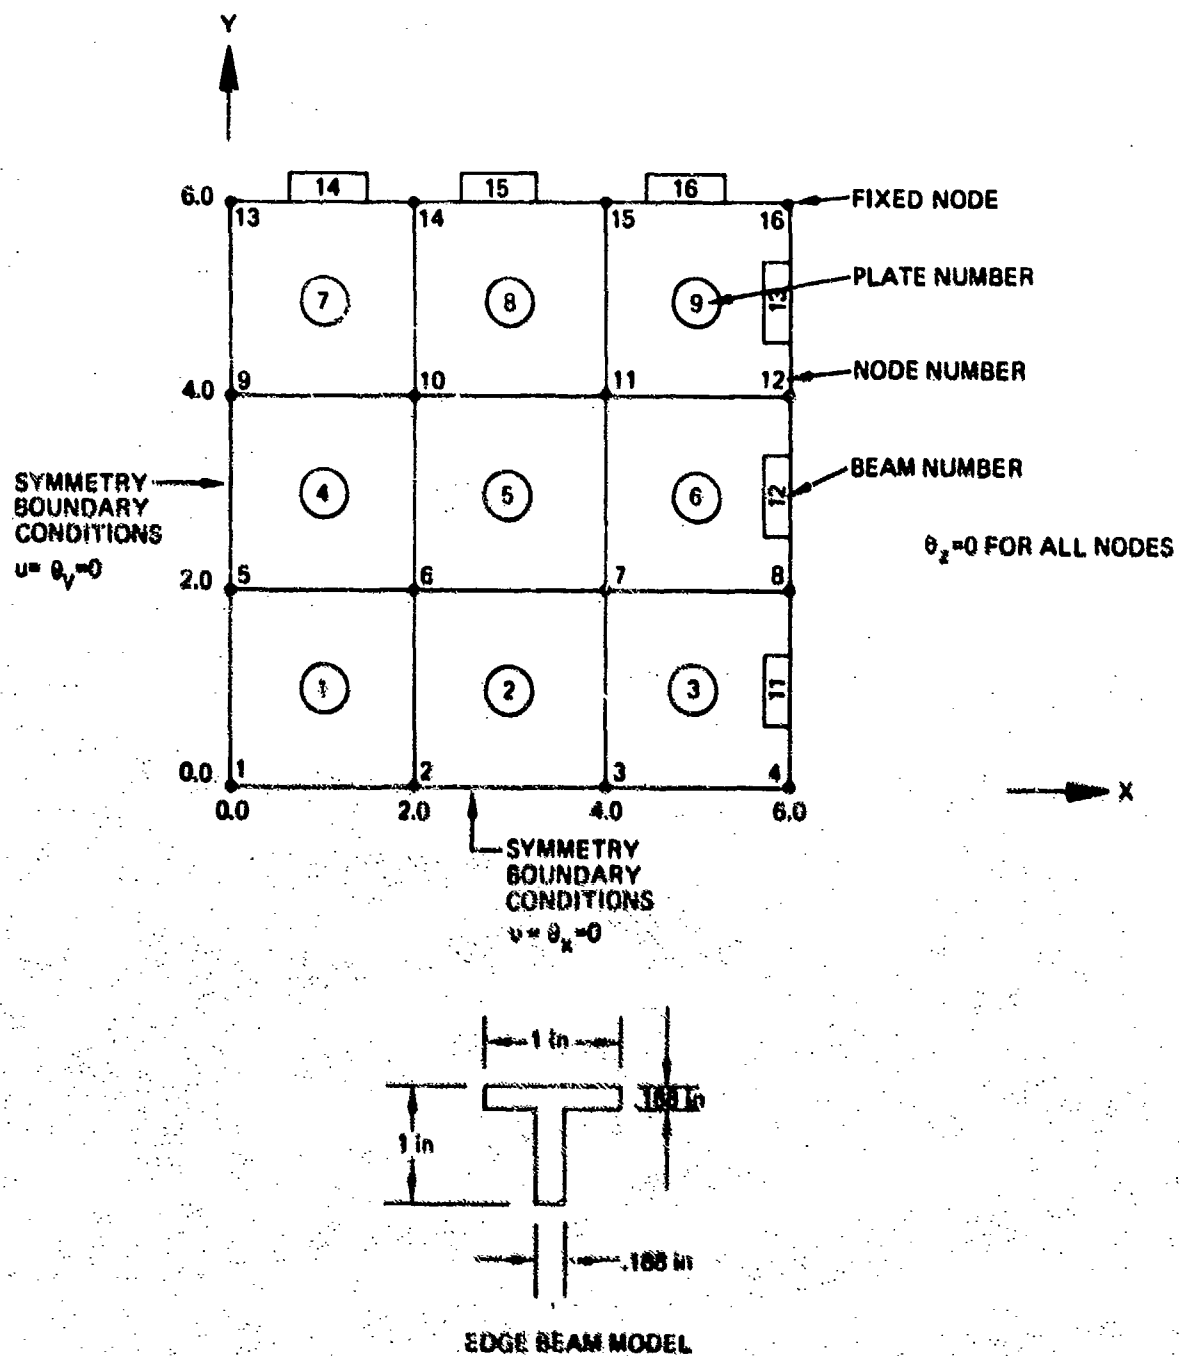 Y
6.0
14
15
16
FIXED NODE
13
14
15
16
7
8
9
13
PLATE NUMBER
NODE NUMBER
4.0
9
10
11
12
SYMMETRY
BOUNDARY
CONDITIONS
u= θy=0
4
5
6
12
BEAM NUMBER
θz=0 FOR ALL NODES
2.0
5
6
7
8
1
2
3
11
0.0
1
2
3
4
X
0.0
2.0
4.0
6.0
SYMMETRY
BOUNDARY
CONDITIONS
υ= θx=0
1 in
in
1 in
in
EDGE BEAM MODEL